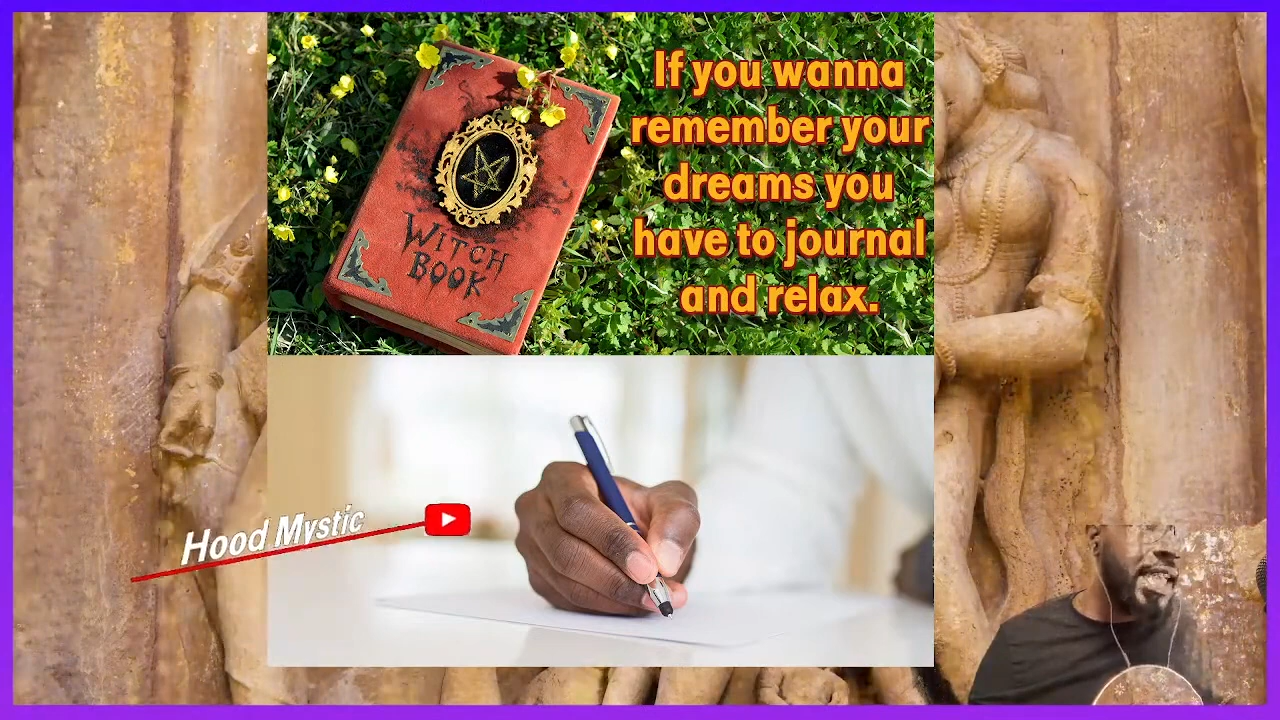 If you wanna
remember your
dreams you
have to journal
and relax.
WITCH
BOOK
Hood Mystic